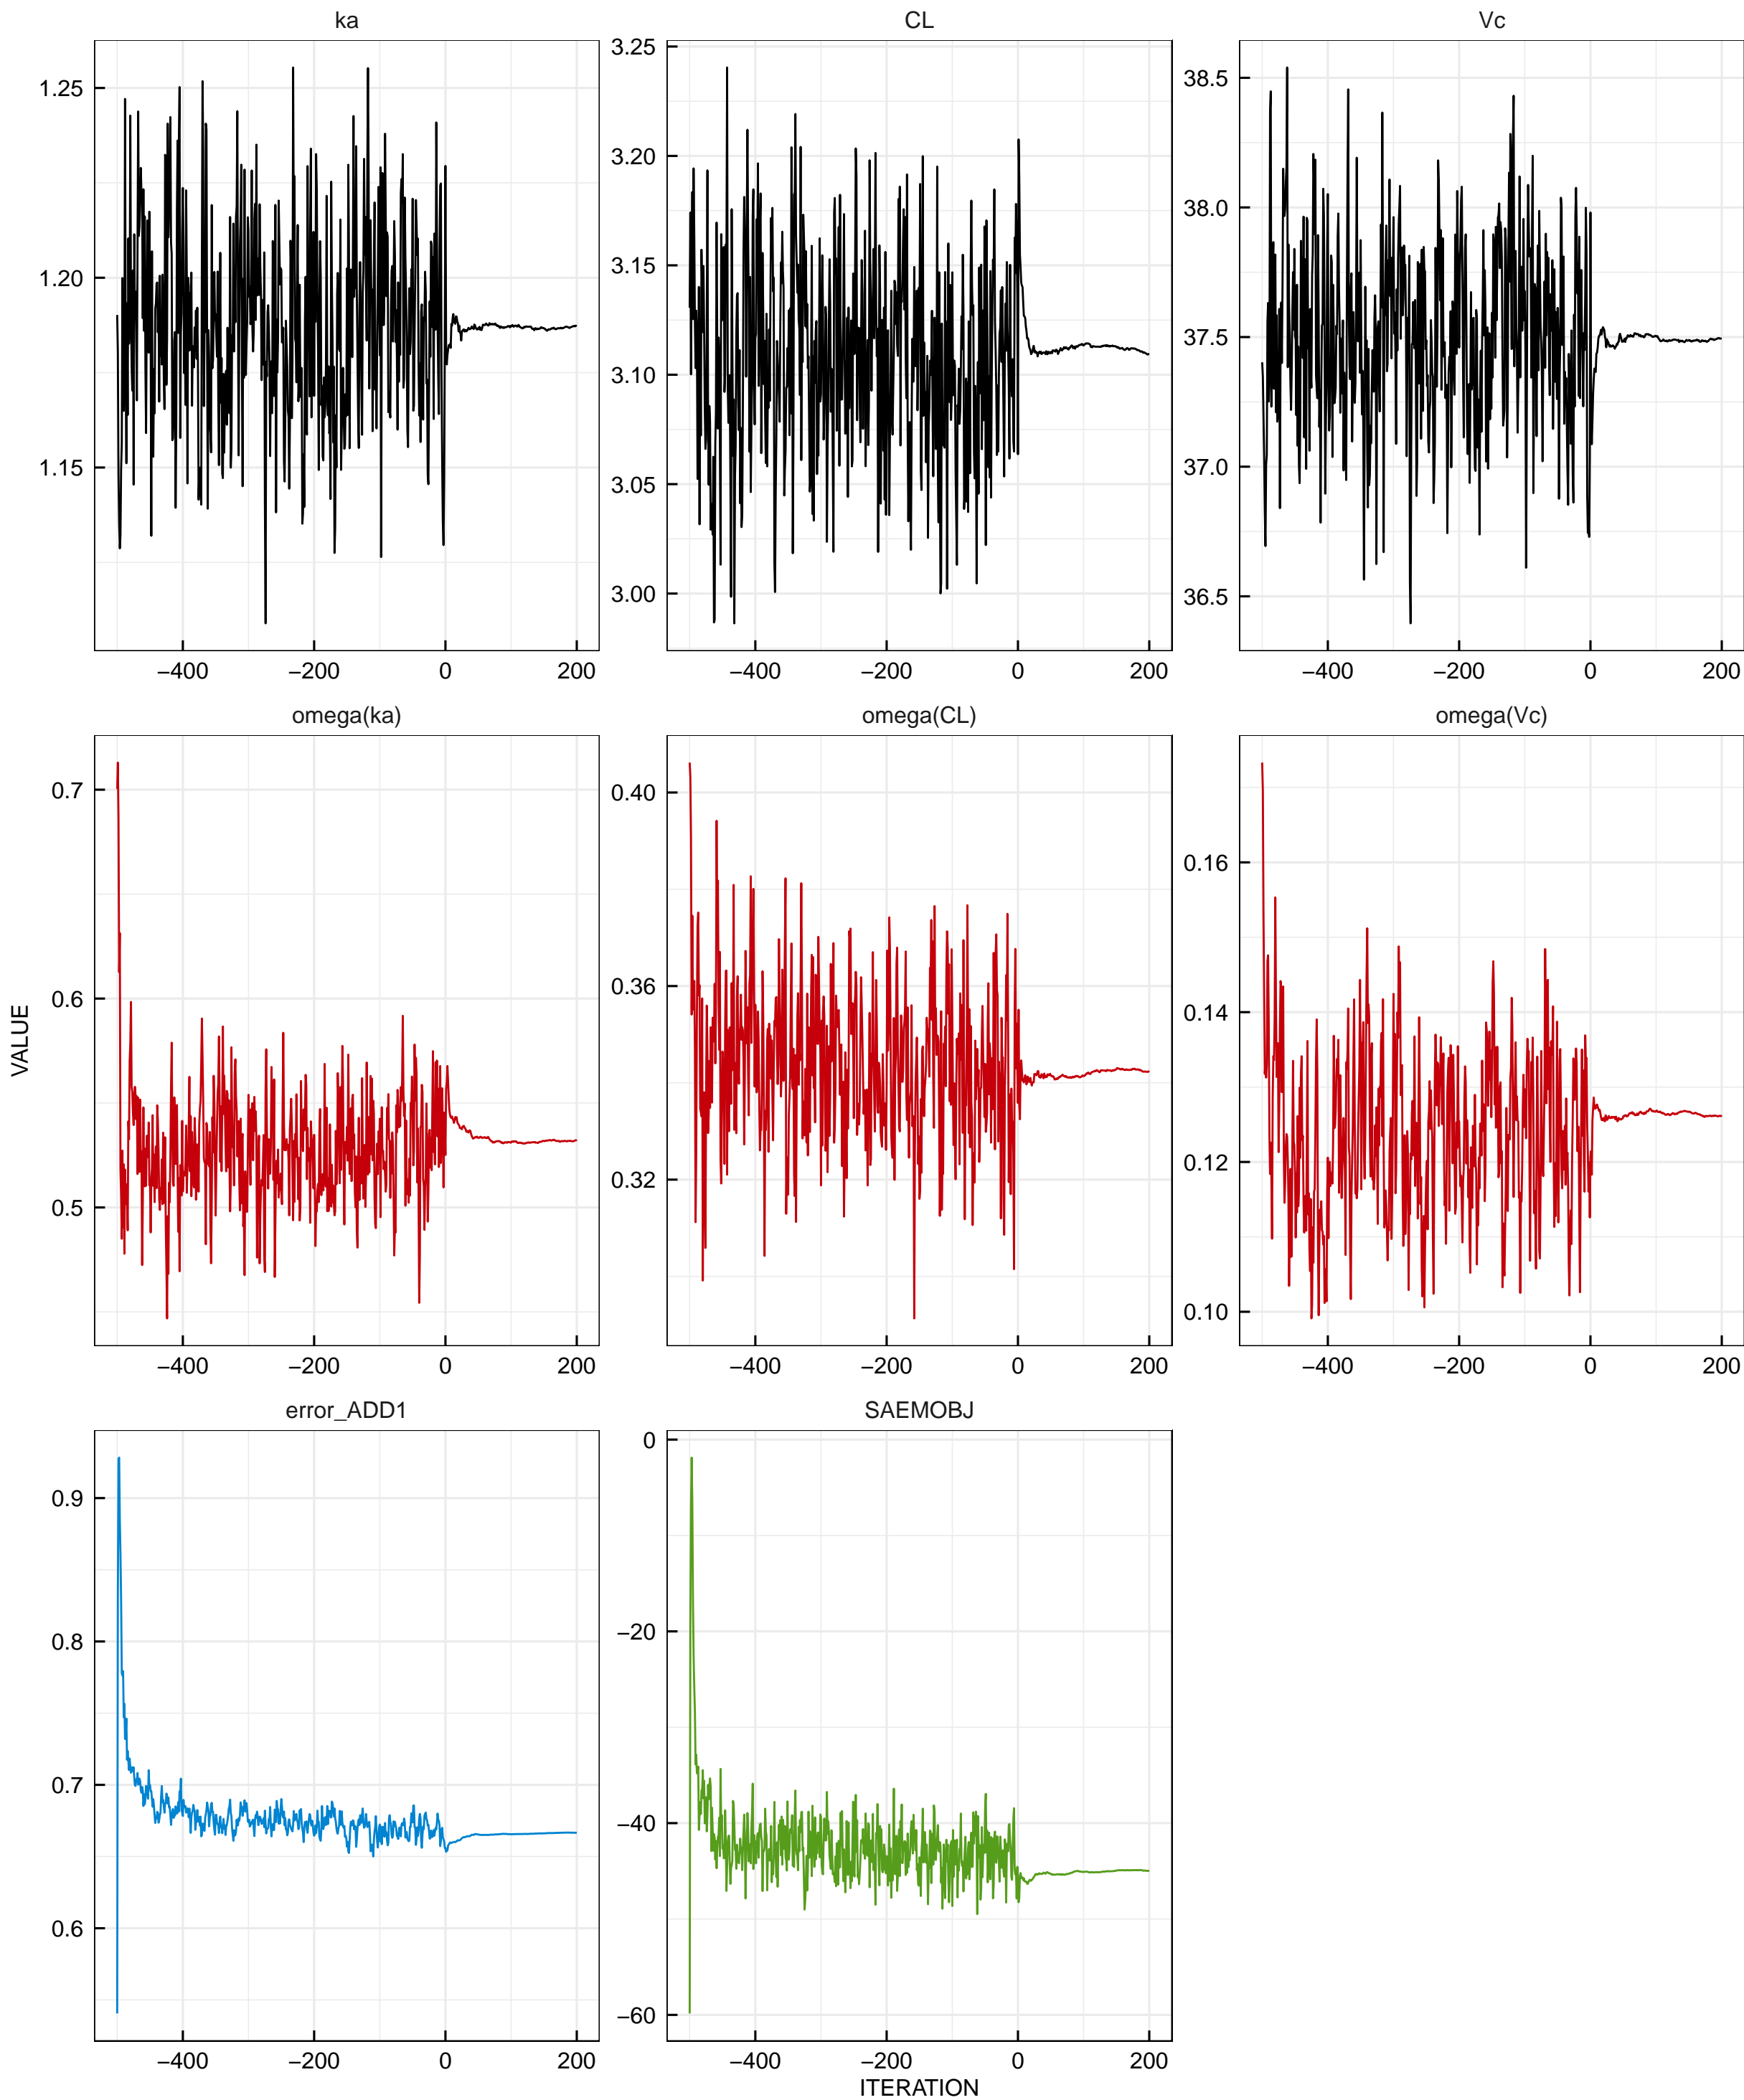 ka CL Vc
3.25
1.25 38.5
3.20
38.0
1.20 3.15
3.10 37.5
1.15 3.05 37.0
3.00 36.5
−400 −200 0 200 −400 −200 0 200 −400 −200 0 200
omega(ka) omega(CL) omega(Vc)
0.7 0.40
0.16
0.6 0.36
0.14
VALUE
0.5 0.32 0.12
0.10
−400 −200 0 200 −400 −200 0 200 −400 −200 0 200
error_ADD1 SAEMOBJ
0
0.9
0.8 −20
0.7 −40
0.6
−60
−400 −200 0 200 −400 −200 0 200
ITERATION